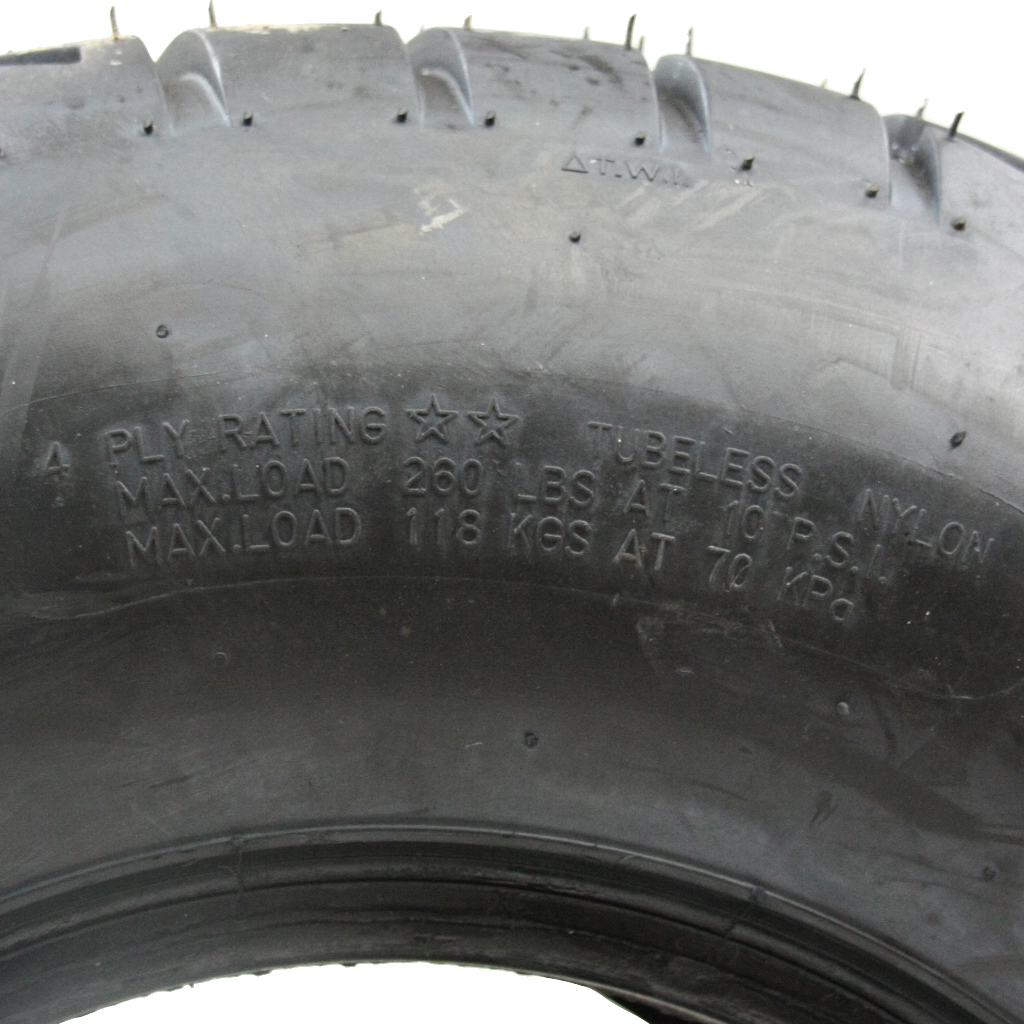 △T.W.I.
4 PLY RATING ☆☆ TUBELESS NYLON
MAX.LOAD 260 LBS AT 10 P.S.I.
MAX.LOAD 118 KGS AT 70 KPa